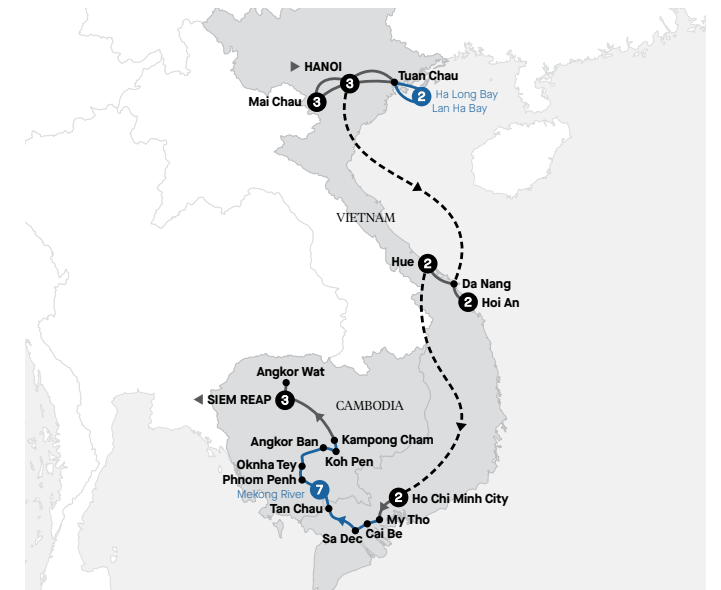 HANOI
3
Tuan Chau
Mai Chau
3
2
Ha Long Bay
Lan Ha Bay
VIETNAM
Hue
2
Da Nang
2
Hoi An
Angkor Wat
SIEM REAP
3
CAMBODIA
Angkor Ban
Kampong Cham
Koh Pen
Oknha Tey
Phnom Penh
7
Mekong River
2
Ho Chi Minh City
Tan Chau
My Tho
Cai Be
Sa Dec